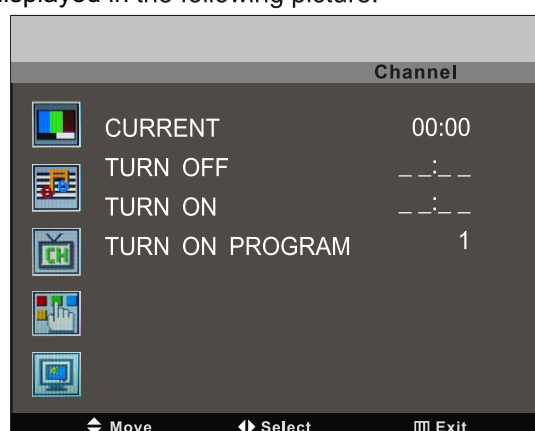 displayed in the following picture.
Channel
CURRENT 00:00
TURN OFF _ _:_ _
TURN ON _ _:_ _
TURN ON PROGRAM 1
CH
Move Select Exit